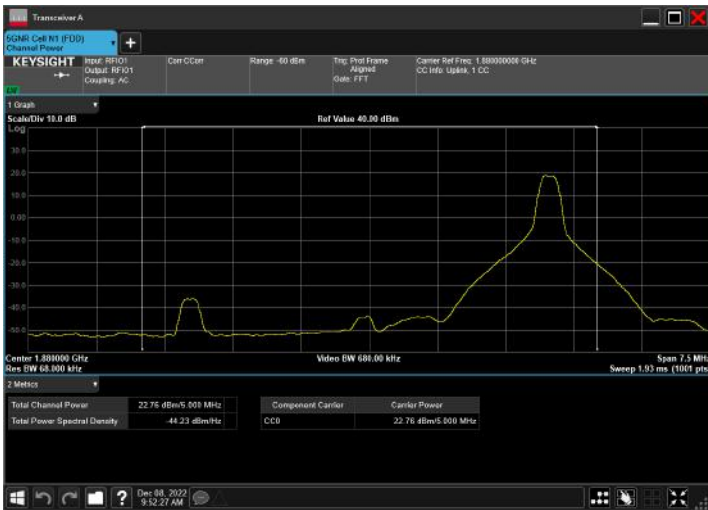 Transceiver A
5GNR Cell N1 (FDD)
Channel Power
KEYSIGHT
Input: RFIO1
Output: RFIO1
Coupling: AC
Corr CCorr
Range: -60 dBm
Trig: Prot Frame
Aligned
Gate: FFT
Carrier Ref Freq: 1.880000000 GHz
CC Info: Uplink, 1 CC
1 Graph
Scale/Div 10.0 dB
Ref Value 40.00 dBm
Log
30.0
20.0
10.0
0.00
-10.0
-20.0
-30.0
-40.0
-50.0
Center 1.880000 GHz
Video BW 680.00 kHz
Span 7.5 MHz
Res BW 68.000 kHz
Sweep 1.93 ms (1001 pts
2 Metrics
Total Channel Power
22.76 dBm/5.000 MHz
Total Power Spectral Density
-44.23 dBm/Hz
Component Carrier
Carrier Power
CC0
22.76 dBm/5.000 MHz
?
Dec 08, 2022
9:52:27 AM